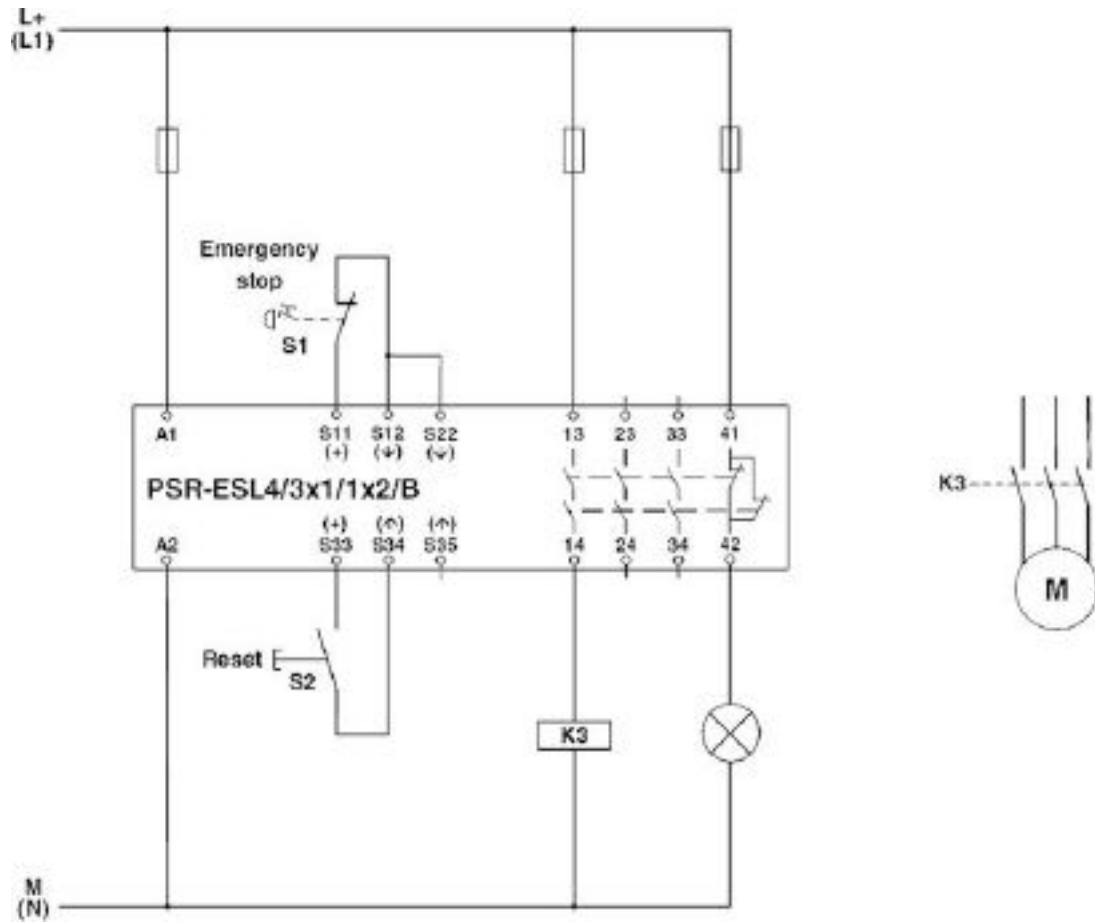 L+
(L1)
Emergency
stop
S1
A1 S11 S12 S22 13 23 33 41
(+) (↓) (↓)
PSR-ESL4/3x1/1x2/B
K3
(+) (↑) (↑)
A2 S33 S34 S35 14 24 34 42
M
Reset
S2
K3
M
(N)